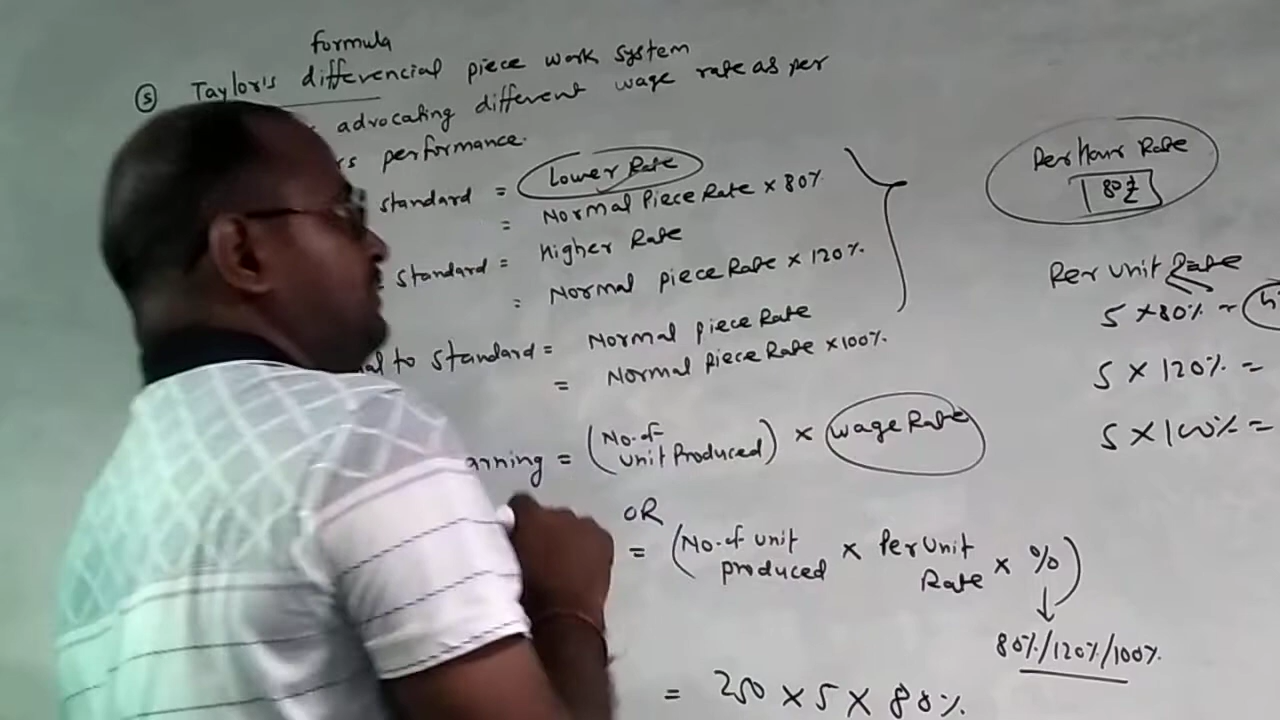 formula
(5) Taylor's differencial piece work system
advocating different wage rate as per
rs performance.
standard = Lower Rate
= Normal Piece Rate × 80%
standard = Higher Rate
= Normal piece Rate × 120%.
al to standard = Normal piece Rate
= Normal piece Rate × 100%.
arning = (No. of unit Produced) × wage Rate
OR
= (No. of unit produced × Per Unit Rate × %)
80%/120%/100%.
= 250 × 5 × 80%.
Per Hour Rate
Per Unit Rate
5 × 80% =
5 × 120% =
5 × 100% =